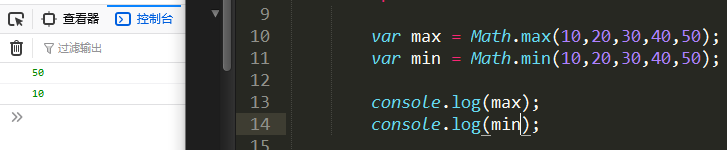 查看器 控制台
过滤输出
50
10
9
10 var max = Math.max(10,20,30,40,50);
11 var min = Math.min(10,20,30,40,50);
12
13 console.log(max);
14 console.log(min);
15